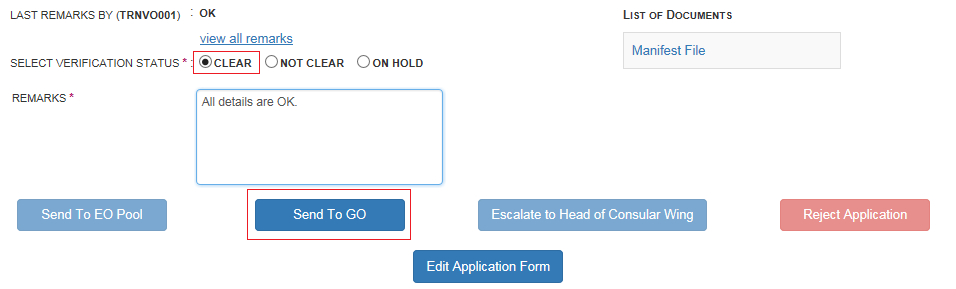 LAST REMARKS BY (TRNVO001) : OK
view all remarks
LIST OF DOCUMENTS
Manifest File
SELECT VERIFICATION STATUS * : CLEAR NOT CLEAR ON HOLD
REMARKS *
All details are OK.
Send To EO Pool Send To GO Escalate to Head of Consular Wing Reject Application
Edit Application Form